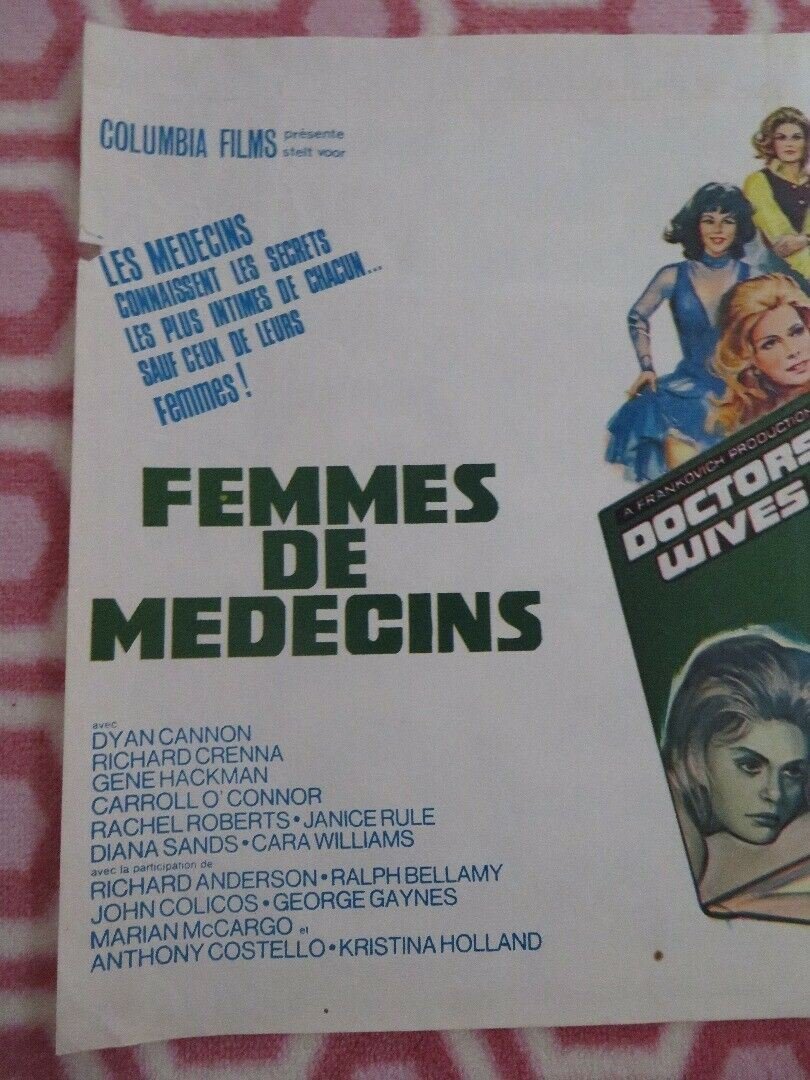 COLUMBIA FILMS présente
stelt voor
LES MEDECINS
CONNAISSENT LES SECRETS
LES PLUS INTIMES DE CHACUN...
SAUF CEUX DE LEURS
Femmes!
FEMMES
DE
MEDECINS
A FRANKOVICH PRODUCTION
DOCTORS
WIVES
avec
DYAN CANNON
RICHARD CRENNA
GENE HACKMAN
CARROLL O'CONNOR
RACHEL ROBERTS • JANICE RULE
DIANA SANDS • CARA WILLIAMS
avec la participation de
RICHARD ANDERSON • RALPH BELLAMY
JOHN COLICOS • GEORGE GAYNES
MARIAN McCARGO et
ANTHONY COSTELLO • KRISTINA HOLLAND